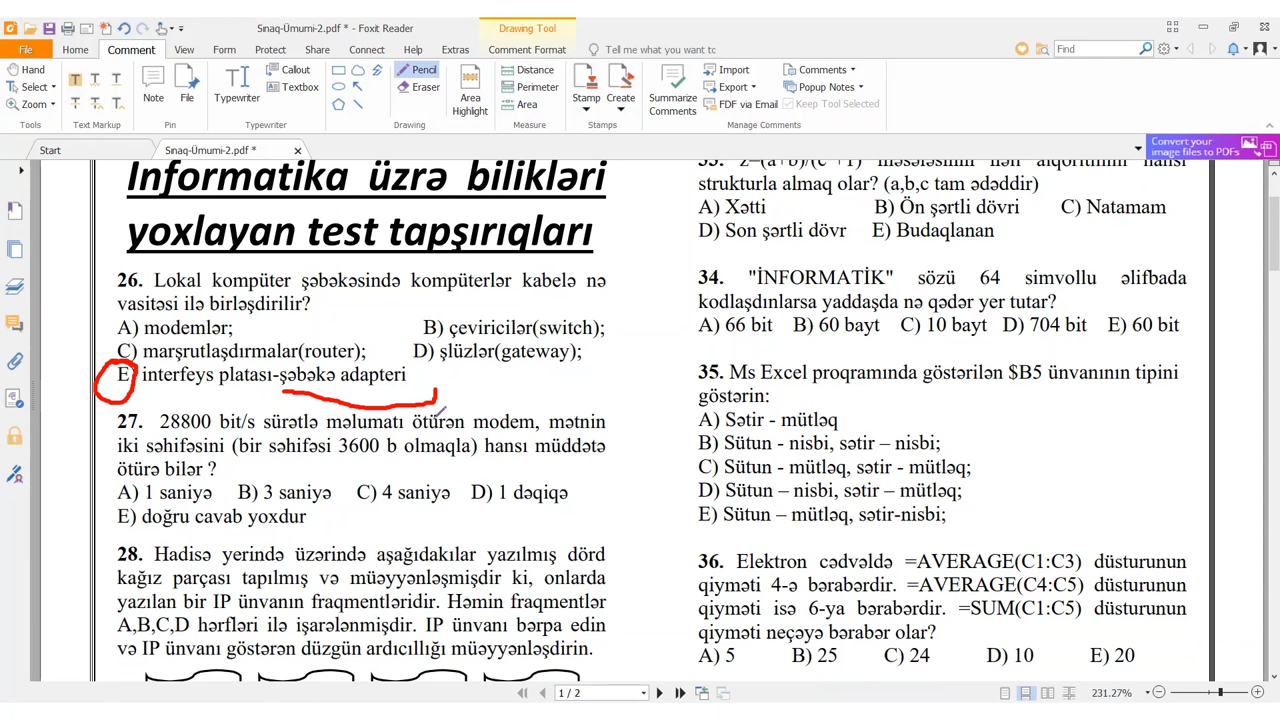 Sınaq-Ümumi-2.pdf * - Foxit Reader
Drawing Tool
File Home Comment View Form Protect Share Connect Help Extras Comment Format Tell me what you want tc Find
Hand
Select
Zoom
Tools
Text Markup
Note
File
Pin
Typewriter
Callout
Textbox
Typewriter
Pencil
Eraser
Drawing
Area
Highlight
Distance
Perimeter
Area
Measure
Stamp
Create
Stamps
Summarize
Comments
Import
Export
FDF via Email
Comments
Popup Notes
Keep Tool Selected
Manage Comments
Start
Sınaq-Ümumi-2.pdf *
Convert your
image files to PDFs
İnformatika üzrə bilikləri
yoxlayan test tapşırıqları
26. Lokal kompüter şəbəkəsində kompüterlər kabelə nə
vasitəsi ilə birləşdirilir?
A) modemlər; B) çeviricilər(switch);
C) marşrutlaşdırmalar(router); D) şlüzlər(gateway);
E) interfeys platası-şəbəkə adapteri
27. 28800 bit/s sürətlə məlumatı ötürən modem, mətnin
iki səhifəsini (bir səhifəsi 3600 b olmaqla) hansı müddətə
ötürə bilər ?
A) 1 saniyə B) 3 saniyə C) 4 saniyə D) 1 dəqiqə
E) doğru cavab yoxdur
28. Hadisə yerində üzərində aşağıdakılar yazılmış dörd
kağız parçası tapılmış və müəyyənləşmişdir ki, onlarda
yazılan bir IP ünvanın fraqmentləridir. Həmin fraqmentlər
A,B,C,D hərfləri ilə işarələnmişdir. IP ünvanı bərpa edin
və IP ünvanı göstərən düzgün ardıcıllığı müəyyənləşdirin.
strukturla almaq olar? (a,b,c tam ədəddir)
A) Xətti B) Ön şərtli dövri C) Natamam
D) Son şərtli dövr E) Budaqlanan
34. "İNFORMATİK" sözü 64 simvollu əlifbada
kodlaşdınlarsa yaddaşda nə qədər yer tutar?
A) 66 bit B) 60 bayt C) 10 bayt D) 704 bit E) 60 bit
35. Ms Excel proqramında göstərilən $B5 ünvanının tipini
göstərin:
A) Sətir - mütləq
B) Sütun - nisbi, sətir – nisbi;
C) Sütun - mütləq, sətir - mütləq;
D) Sütun – nisbi, sətir – mütləq;
E) Sütun – mütləq, sətir-nisbi;
36. Elektron cədvəldə =AVERAGE(C1:C3) düsturunun
qiyməti 4-ə bərabərdir. =AVERAGE(C4:C5) düsturunun
qiyməti isə 6-ya bərabərdir. =SUM(C1:C5) düsturunun
qiyməti neçəyə bərabər olar?
A) 5 B) 25 C) 24 D) 10 E) 20
1 / 2
231.27%